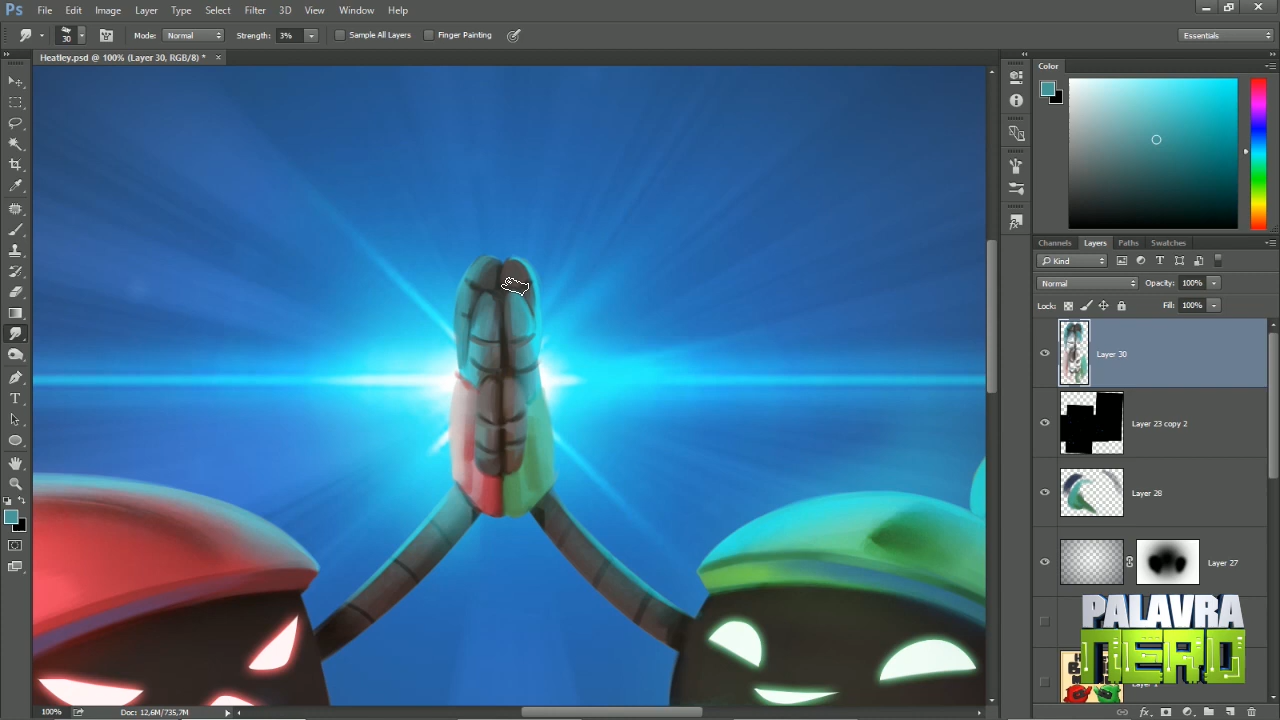 Ps File Edit Image Layer Type Select Filter 3D View Window Help
30 Mode: Normal Strength: 3% Sample All Layers Finger Painting Essentials
Heatley.psd @ 100% (Layer 30, RGB/8) *
Color
Channels Layers Paths Swatches
Kind
Normal Opacity: 100%
Lock: Fill: 100%
Layer 30
Layer 23 copy 2
Layer 28
Layer 27
PALAVRA
NERD
100% Doc: 12,6M/735,7M